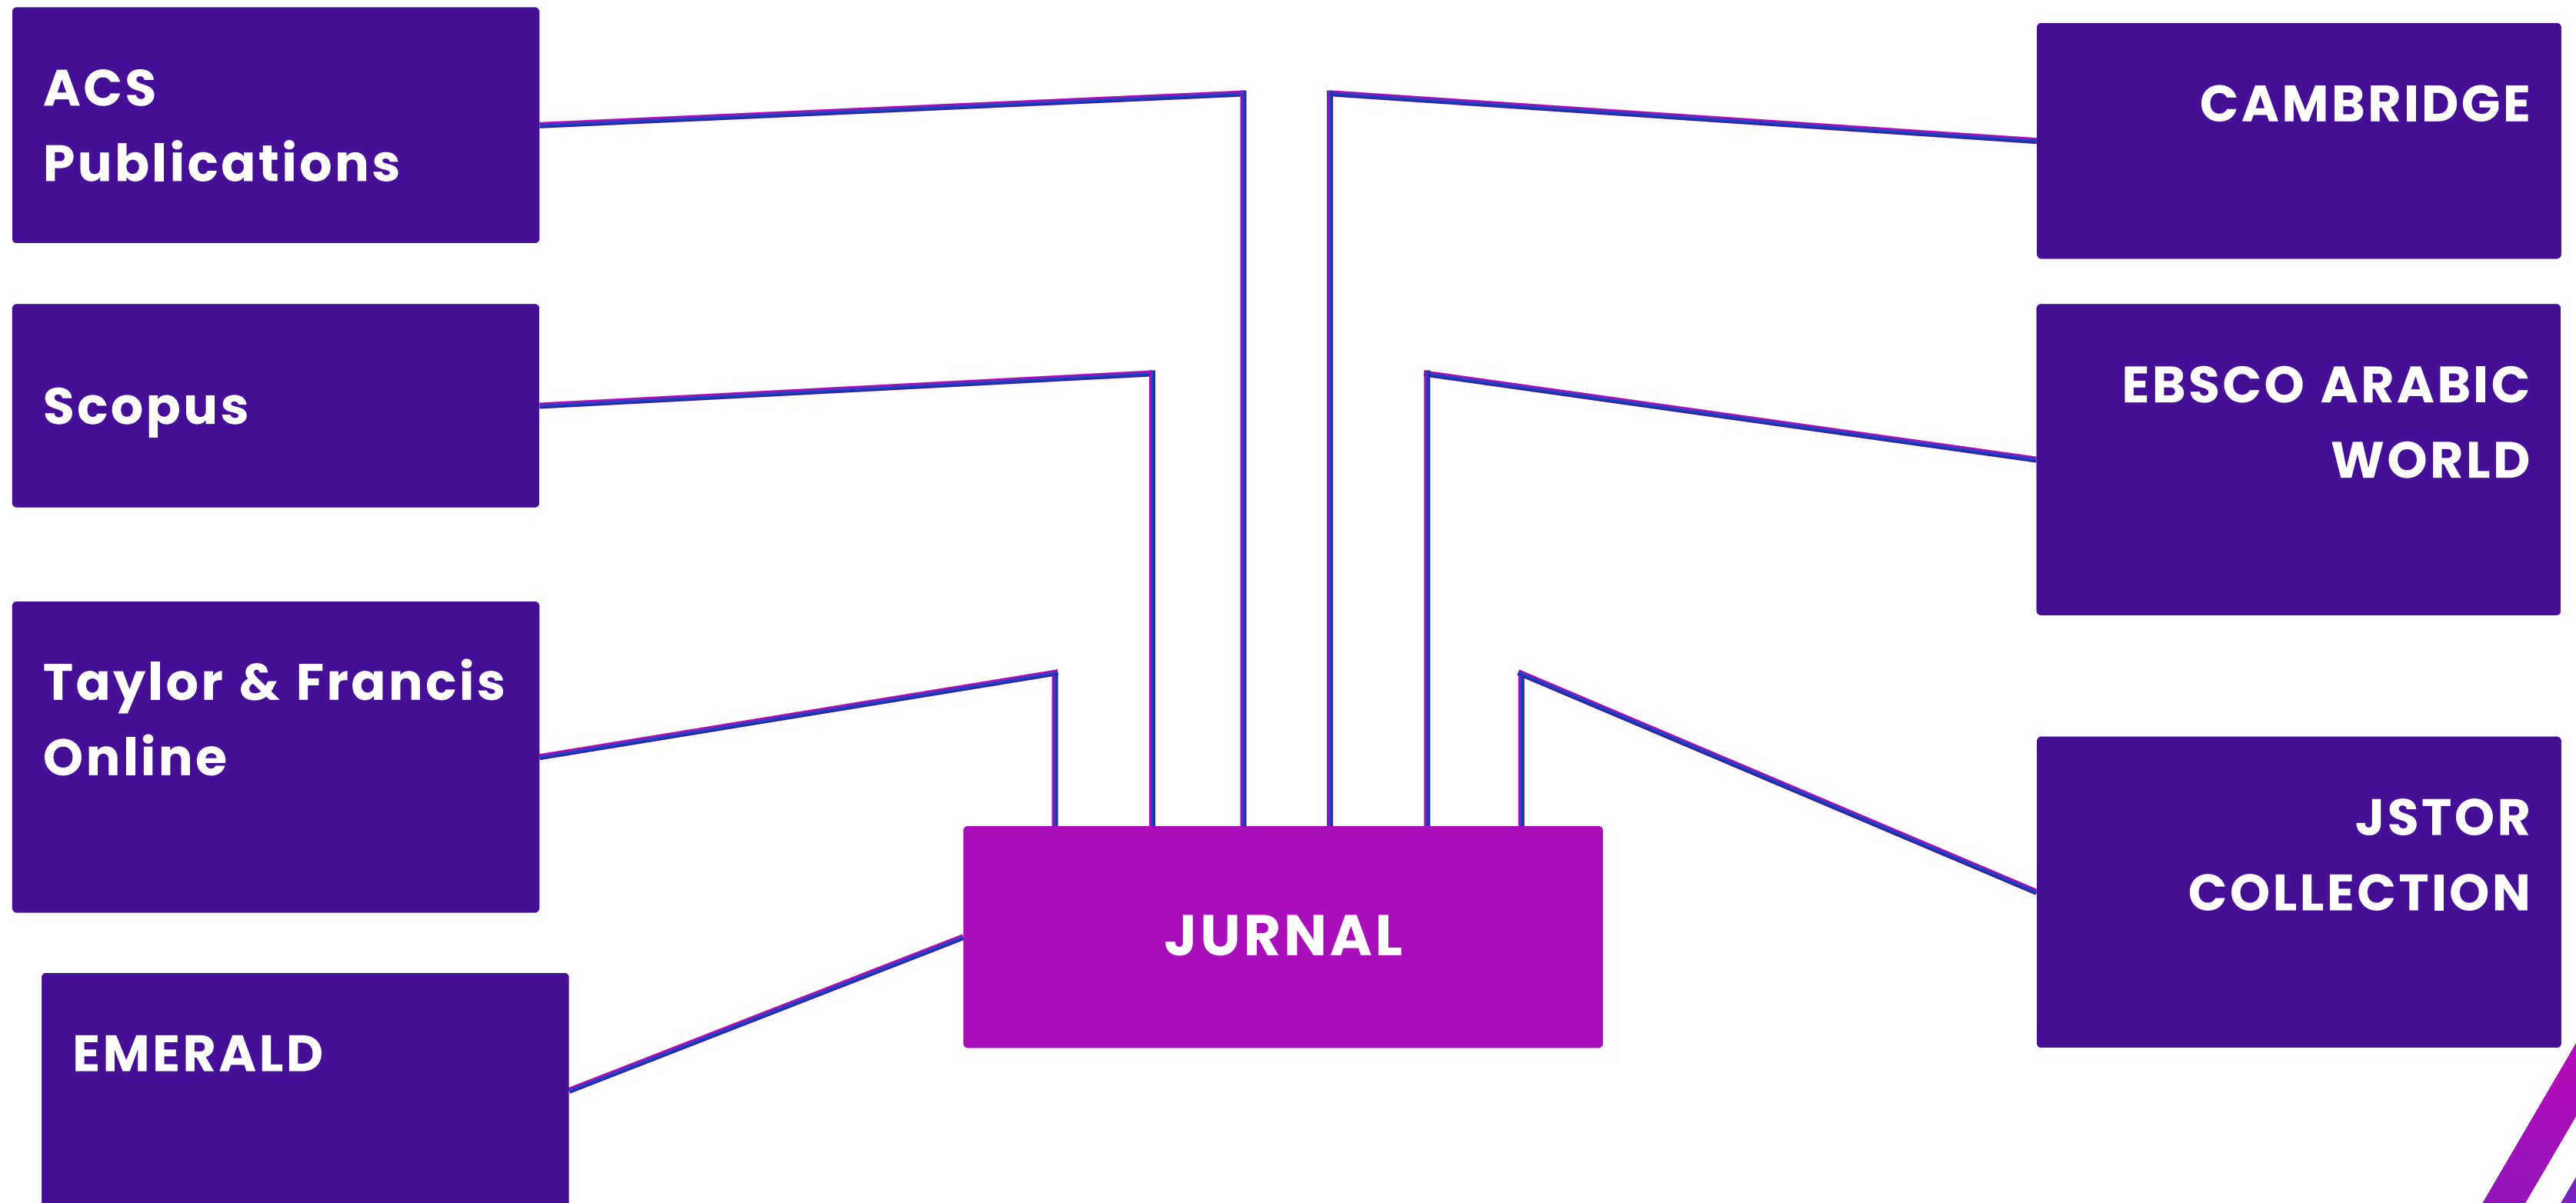 ACS
Publications
Scopus
Taylor & Francis
Online
EMERALD
JURNAL
CAMBRIDGE
EBSCO ARABIC
WORLD
JSTOR
COLLECTION